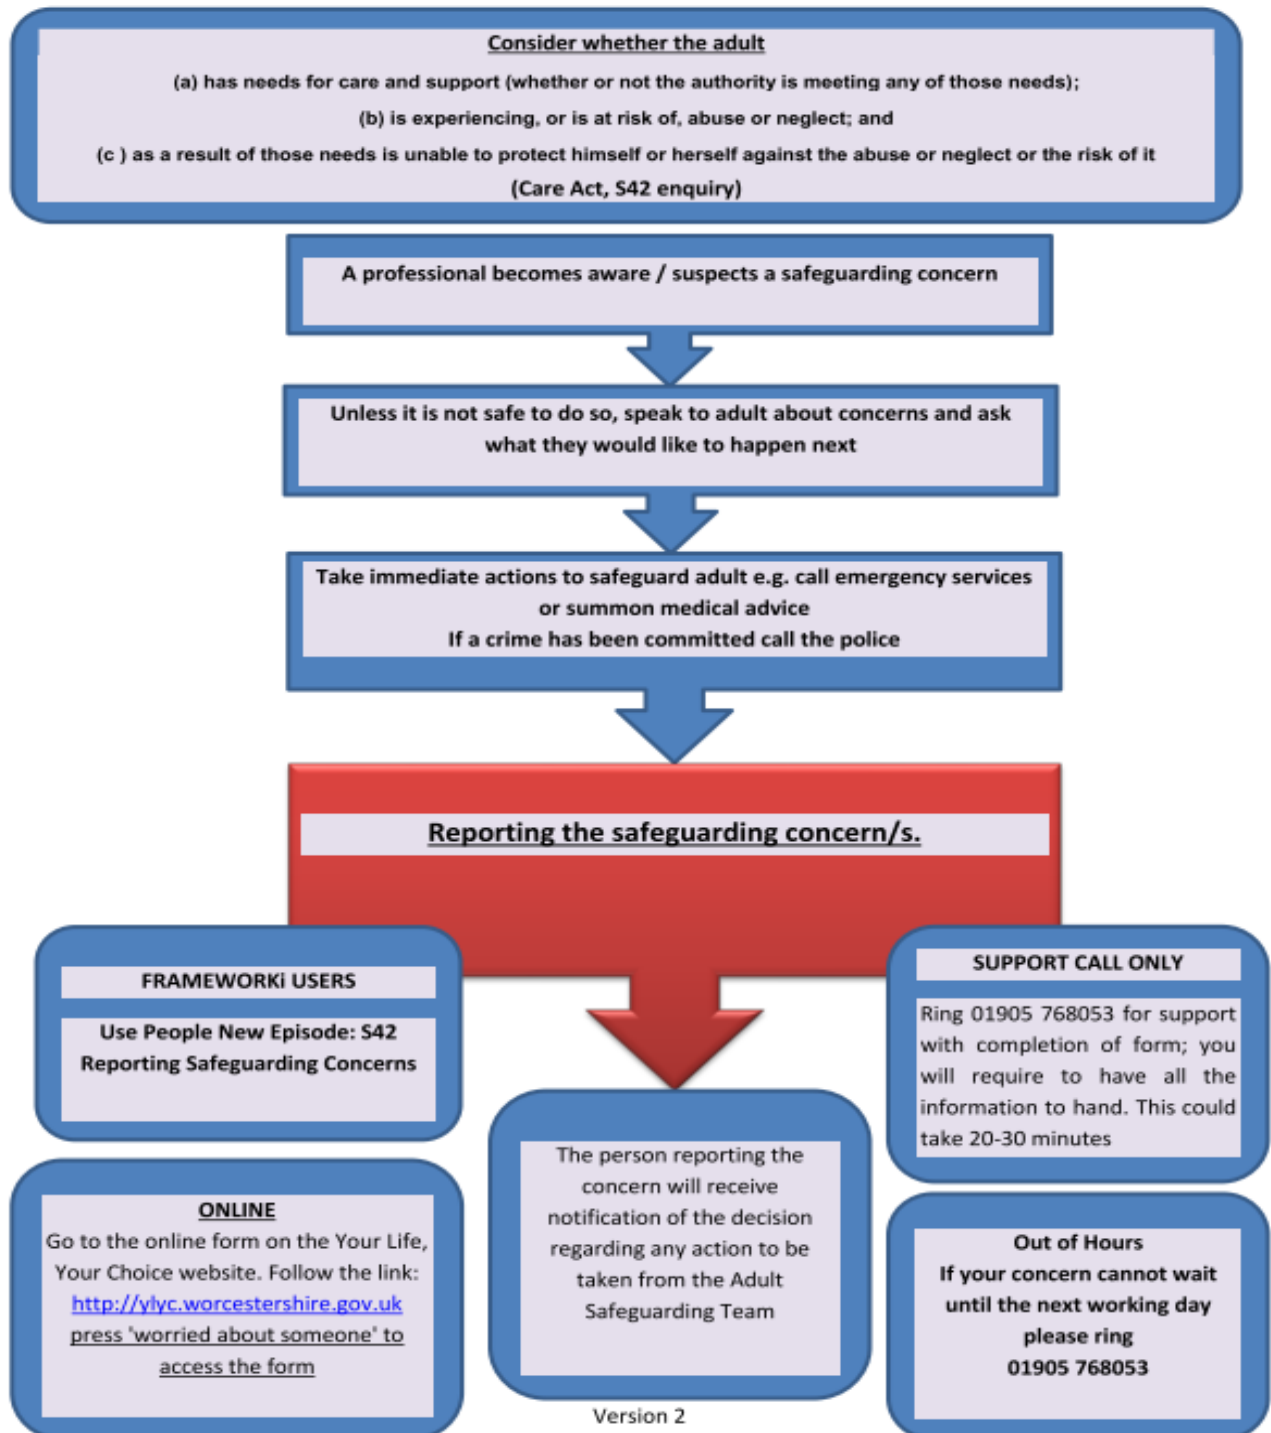 Consider whether the adult
(a) has needs for care and support (whether or not the authority is meeting any of those needs);
(b) is experiencing, or is at risk of, abuse or neglect; and
(c ) as a result of those needs is unable to protect himself or herself against the abuse or neglect or the risk of it
(Care Act, S42 enquiry)
A professional becomes aware / suspects a safeguarding concern
Unless it is not safe to do so, speak to adult about concerns and ask
what they would like to happen next
Take immediate actions to safeguard adult e.g. call emergency services
or summon medical advice
If a crime has been committed call the police
Reporting the safeguarding concern/s.
FRAMEWORKi USERS
Use People New Episode: S42
Reporting Safeguarding Concerns
ONLINE
Go to the online form on the Your Life,
Your Choice website. Follow the link:
http://ylyc.worcestershire.gov.uk
press 'worried about someone' to
access the form
The person reporting the
concern will receive
notification of the decision
regarding any action to be
taken from the Adult
Safeguarding Team
SUPPORT CALL ONLY
Ring 01905 768053 for support
with completion of form; you
will require to have all the
information to hand. This could
take 20-30 minutes
Out of Hours
If your concern cannot wait
until the next working day
please ring
01905 768053
Version 2